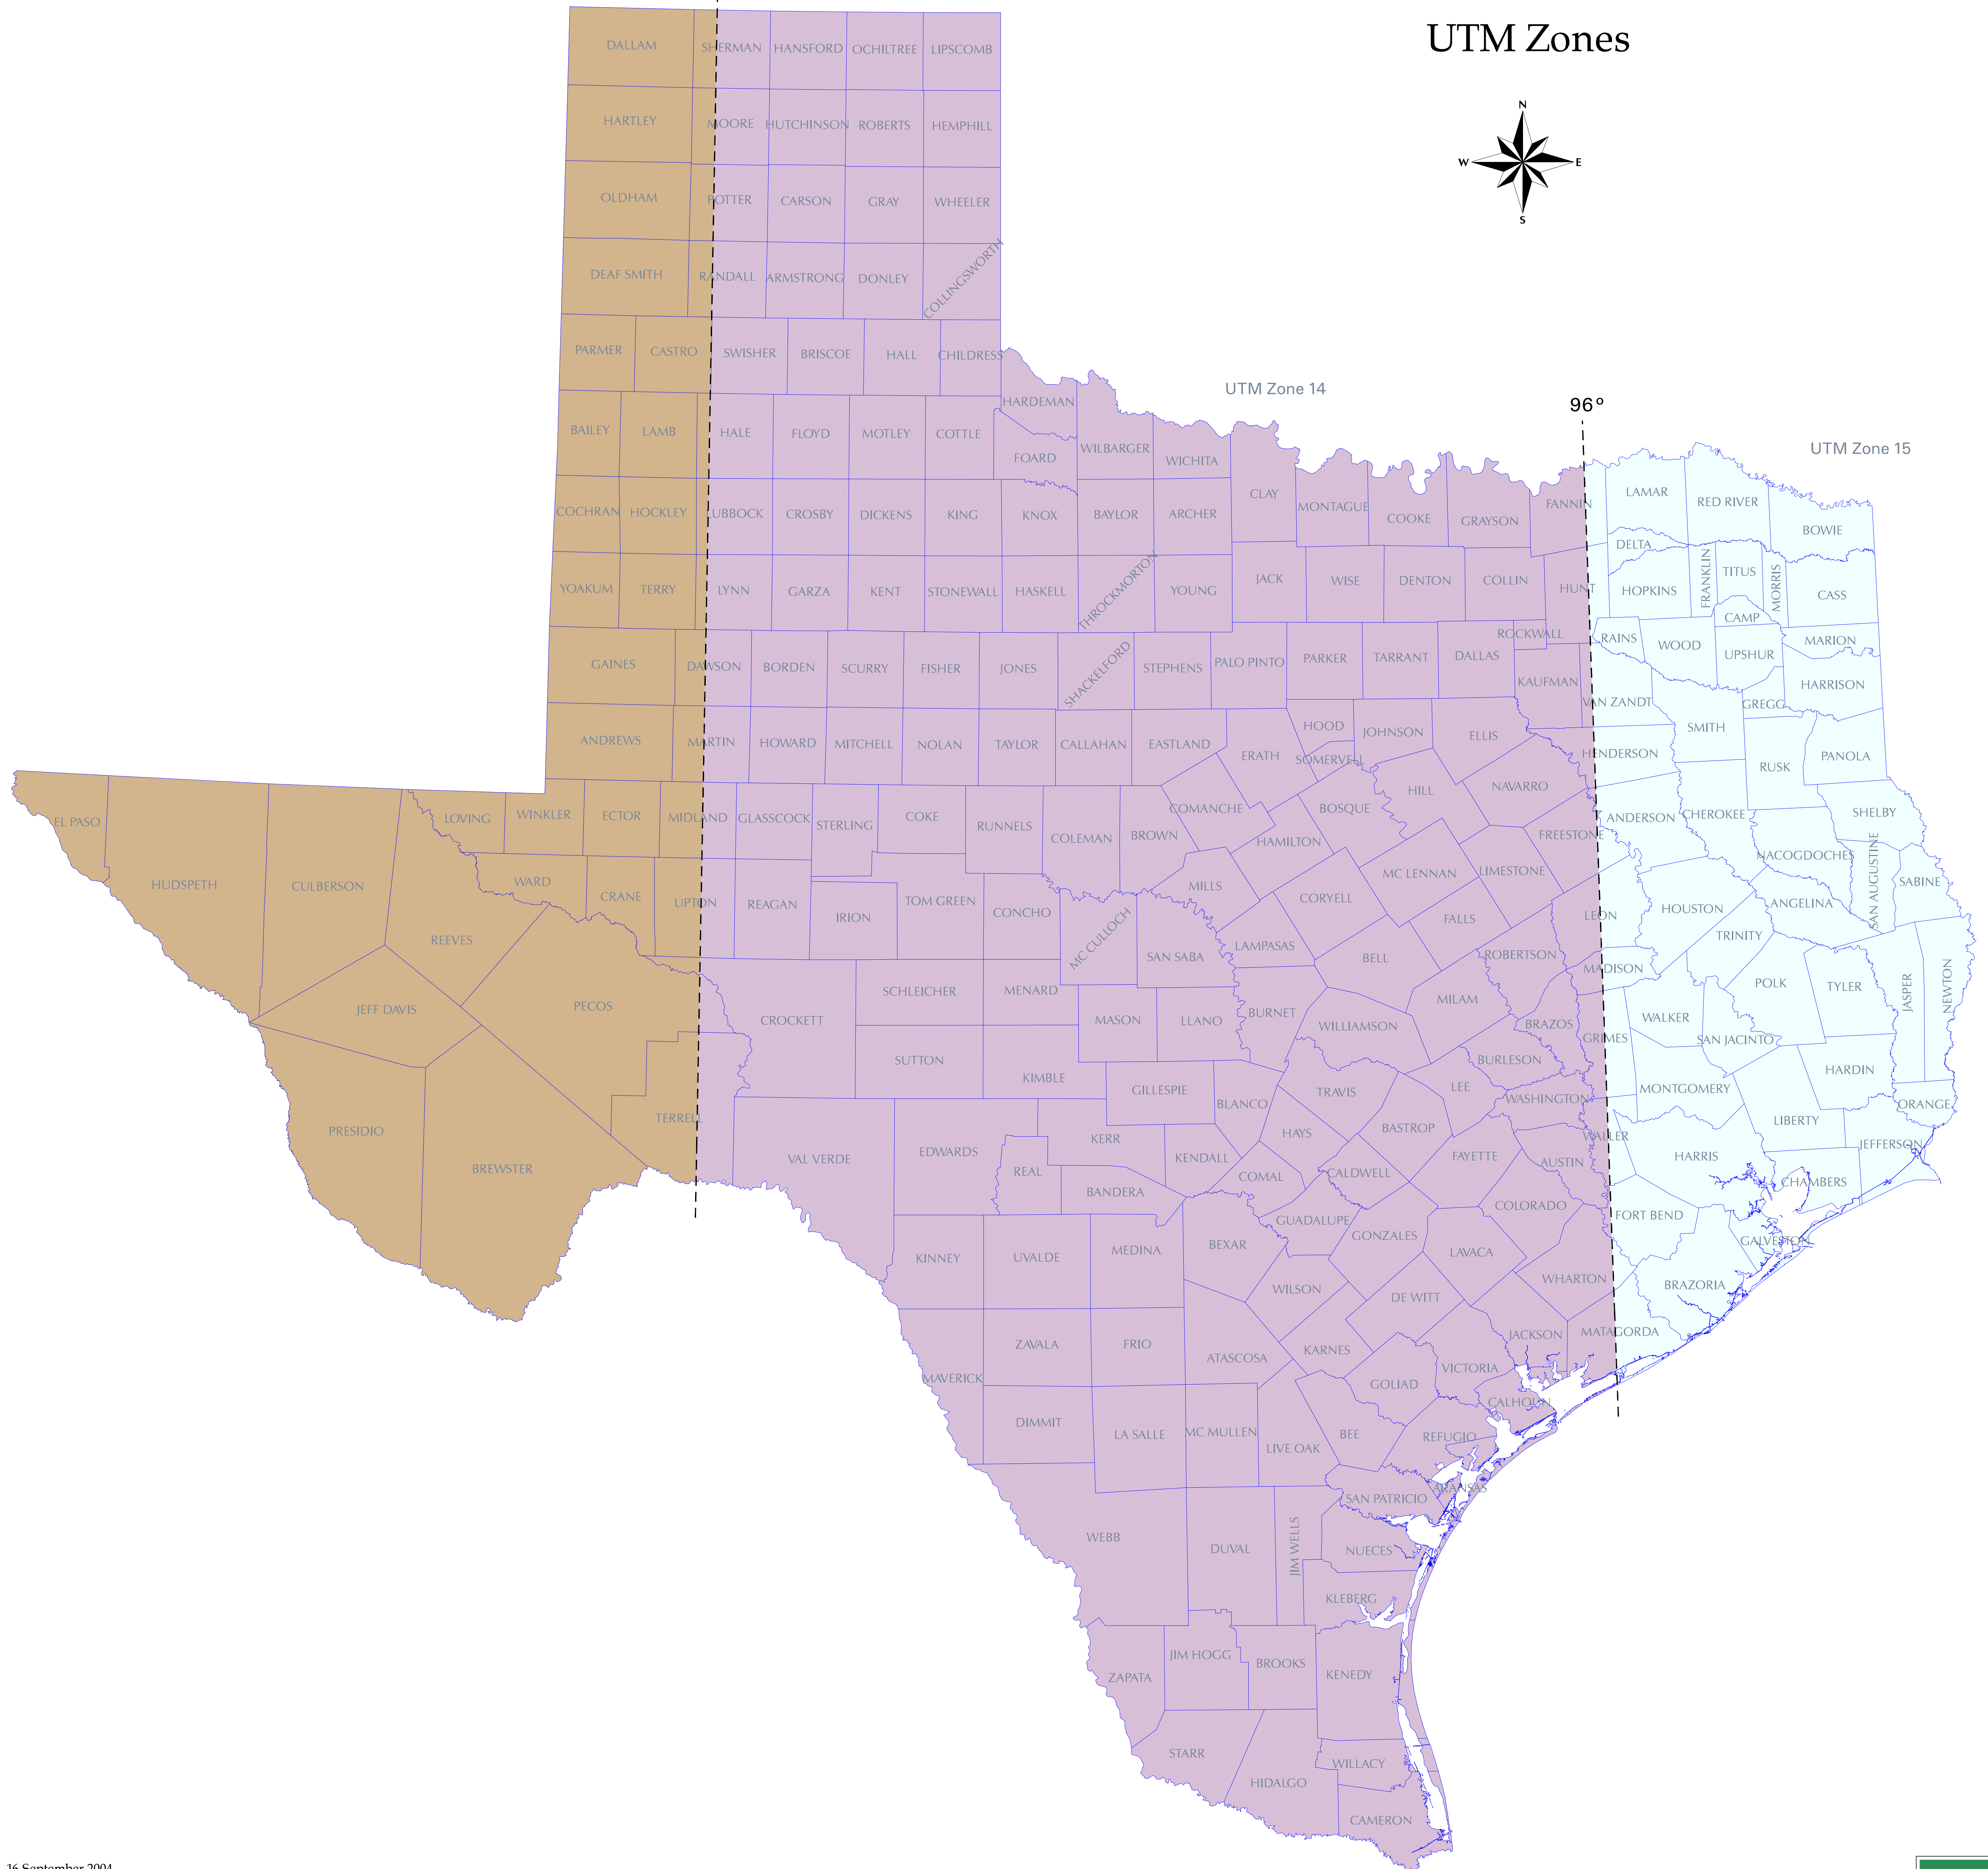 UTM Zones
N
W E
S
DALLAM SHERMAN HANSFORD OCHILTREE LIPSCOMB
HARTLEY MOORE HUTCHINSON ROBERTS HEMPHILL
OLDHAM POTTER CARSON GRAY WHEELER
DEAF SMITH RANDALL ARMSTRONG DONLEY COLLINGSWORTH
PARMER CASTRO SWISHER BRISCOE HALL CHILDRESS
UTM Zone 14
96º
UTM Zone 15
HARDEMAN
BAILEY LAMB HALE FLOYD MOTLEY COTTLE FOARD WILBARGER WICHITA
COCHRAN HOCKLEY LUBBOCK CROSBY DICKENS KING KNOX BAYLOR ARCHER CLAY MONTAGUE COOKE GRAYSON FANNIN LAMAR RED RIVER BOWIE
DELTA
YOAKUM TERRY LYNN GARZA KENT STONEWALL HASKELL THROCKMORTON YOUNG JACK WISE DENTON COLLIN HUNT HOPKINS FRANKLIN TITUS MORRIS CASS
CAMP
ROCKWALL RAINS WOOD UPSHUR MARION
GAINES DAWSON BORDEN SCURRY FISHER JONES SHACKELFORD STEPHENS PALO PINTO PARKER TARRANT DALLAS KAUFMAN VAN ZANDT HARRISON
GREGG
SMITH
ANDREWS MARTIN HOWARD MITCHELL NOLAN TAYLOR CALLAHAN EASTLAND ERATH HOOD JOHNSON ELLIS HENDERSON RUSK PANOLA
SOMERVELL
EL PASO LOVING WINKLER ECTOR MIDLAND GLASSCOCK STERLING COKE RUNNELS COLEMAN BROWN COMANCHE BOSQUE HILL NAVARRO ANDERSON CHEROKEE SHELBY
HAMILTON FREESTONE
NACOGDOCHES SAN AUGUSTINE SABINE
HUDSPETH CULBERSON WARD CRANE UPTON REAGAN IRION TOM GREEN CONCHO MILLS CORYELL MC LENNAN LIMESTONE
REEVES MC CULLOCH SAN SABA LAMPASAS FALLS LEON HOUSTON ANGELINA
TRINITY
BELL ROBERTSON MADISON
JEFF DAVIS PECOS CROCKETT SCHLEICHER MENARD MASON LLANO BURNET WILLIAMSON MILAM BRAZOS GRIMES WALKER SAN JACINTO POLK TYLER JASPER NEWTON
SUTTON KIMBLE GILLESPIE BLANCO TRAVIS LEE BURLESON WASHINGTON MONTGOMERY HARDIN
PRESIDIO BREWSTER TERRELL VAL VERDE EDWARDS REAL KERR KENDALL HAYS BASTROP FAYETTE AUSTIN WALLER HARRIS LIBERTY ORANGE
JEFFERSON
BANDERA COMAL CALDWELL COLORADO CHAMBERS
GUADALUPE FORT BEND
KINNEY UVALDE MEDINA BEXAR GONZALES LAVACA WHARTON GALVESTON
WILSON DE WITT BRAZORIA
ZAVALA FRIO ATASCOSA KARNES JACKSON MATAGORDA
MAVERICK GOLIAD VICTORIA
CALHOUN
DIMMIT LA SALLE MC MULLEN LIVE OAK BEE REFUGIO
SAN PATRICIO ARANSAS
WEBB DUVAL JIM WELLS NUECES
KLEBERG
ZAPATA JIM HOGG BROOKS KENEDY
STARR HIDALGO WILLACY
CAMERON
16 September 2004